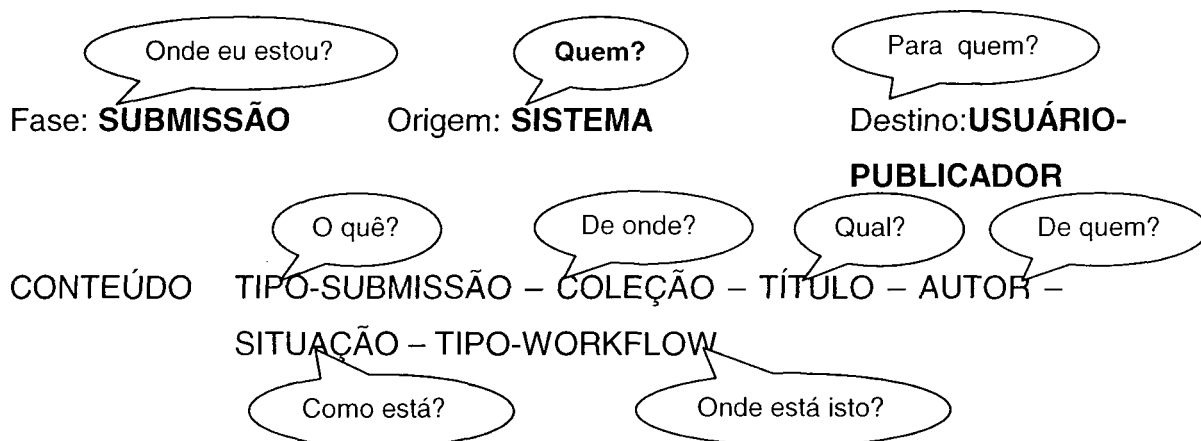 Onde eu estou? Quem? Para quem?
Fase: SUBMISSÃO Origem: SISTEMA Destino:USUÁRIO-
PUBLICADOR
O quê? De onde? Qual? De quem?
CONTEÚDO TIPO-SUBMISSÃO – COLEÇÃO – TÍTULO – AUTOR –
SITUAÇÃO – TIPO-WORKFLOW
Como está? Onde está isto?